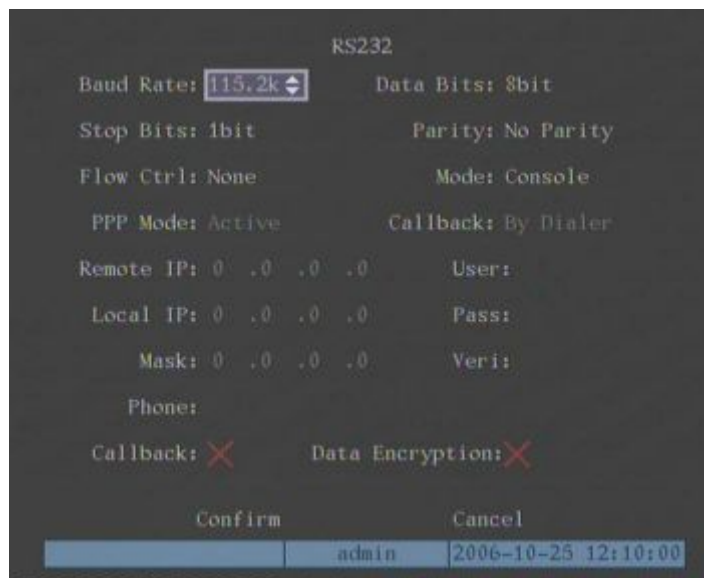 RS232
Baud Rate: 115.2k Data Bits: 8bit
Stop Bits: 1bit Parity: No Parity
Flow Ctrl: None Mode: Console
PPP Mode: Active Callback: By Dialer
Remote IP: 0 .0 .0 .0 User:
Local IP: 0 .0 .0 .0 Pass:
Mask: 0 .0 .0 .0 Veri:
Phone:
Callback: Data Encryption:
Confirm Cancel
admin 2006-10-25 12:10:00